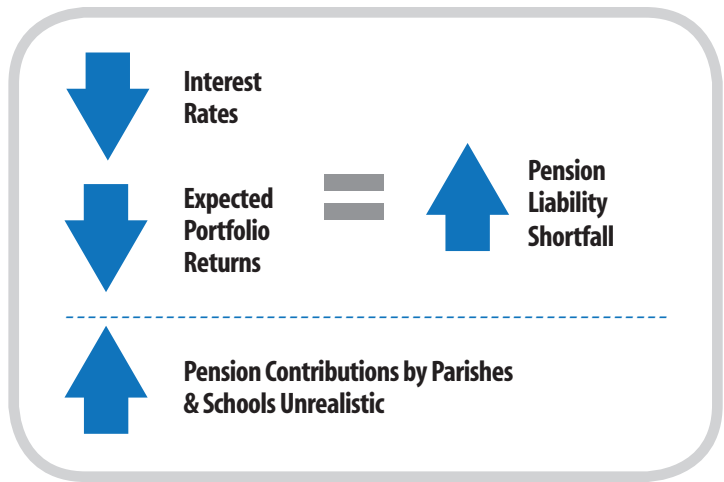 Interest
Rates
Expected
Portfolio
Returns
=
Pension
Liability
Shortfall
Pension Contributions by Parishes
& Schools Unrealistic